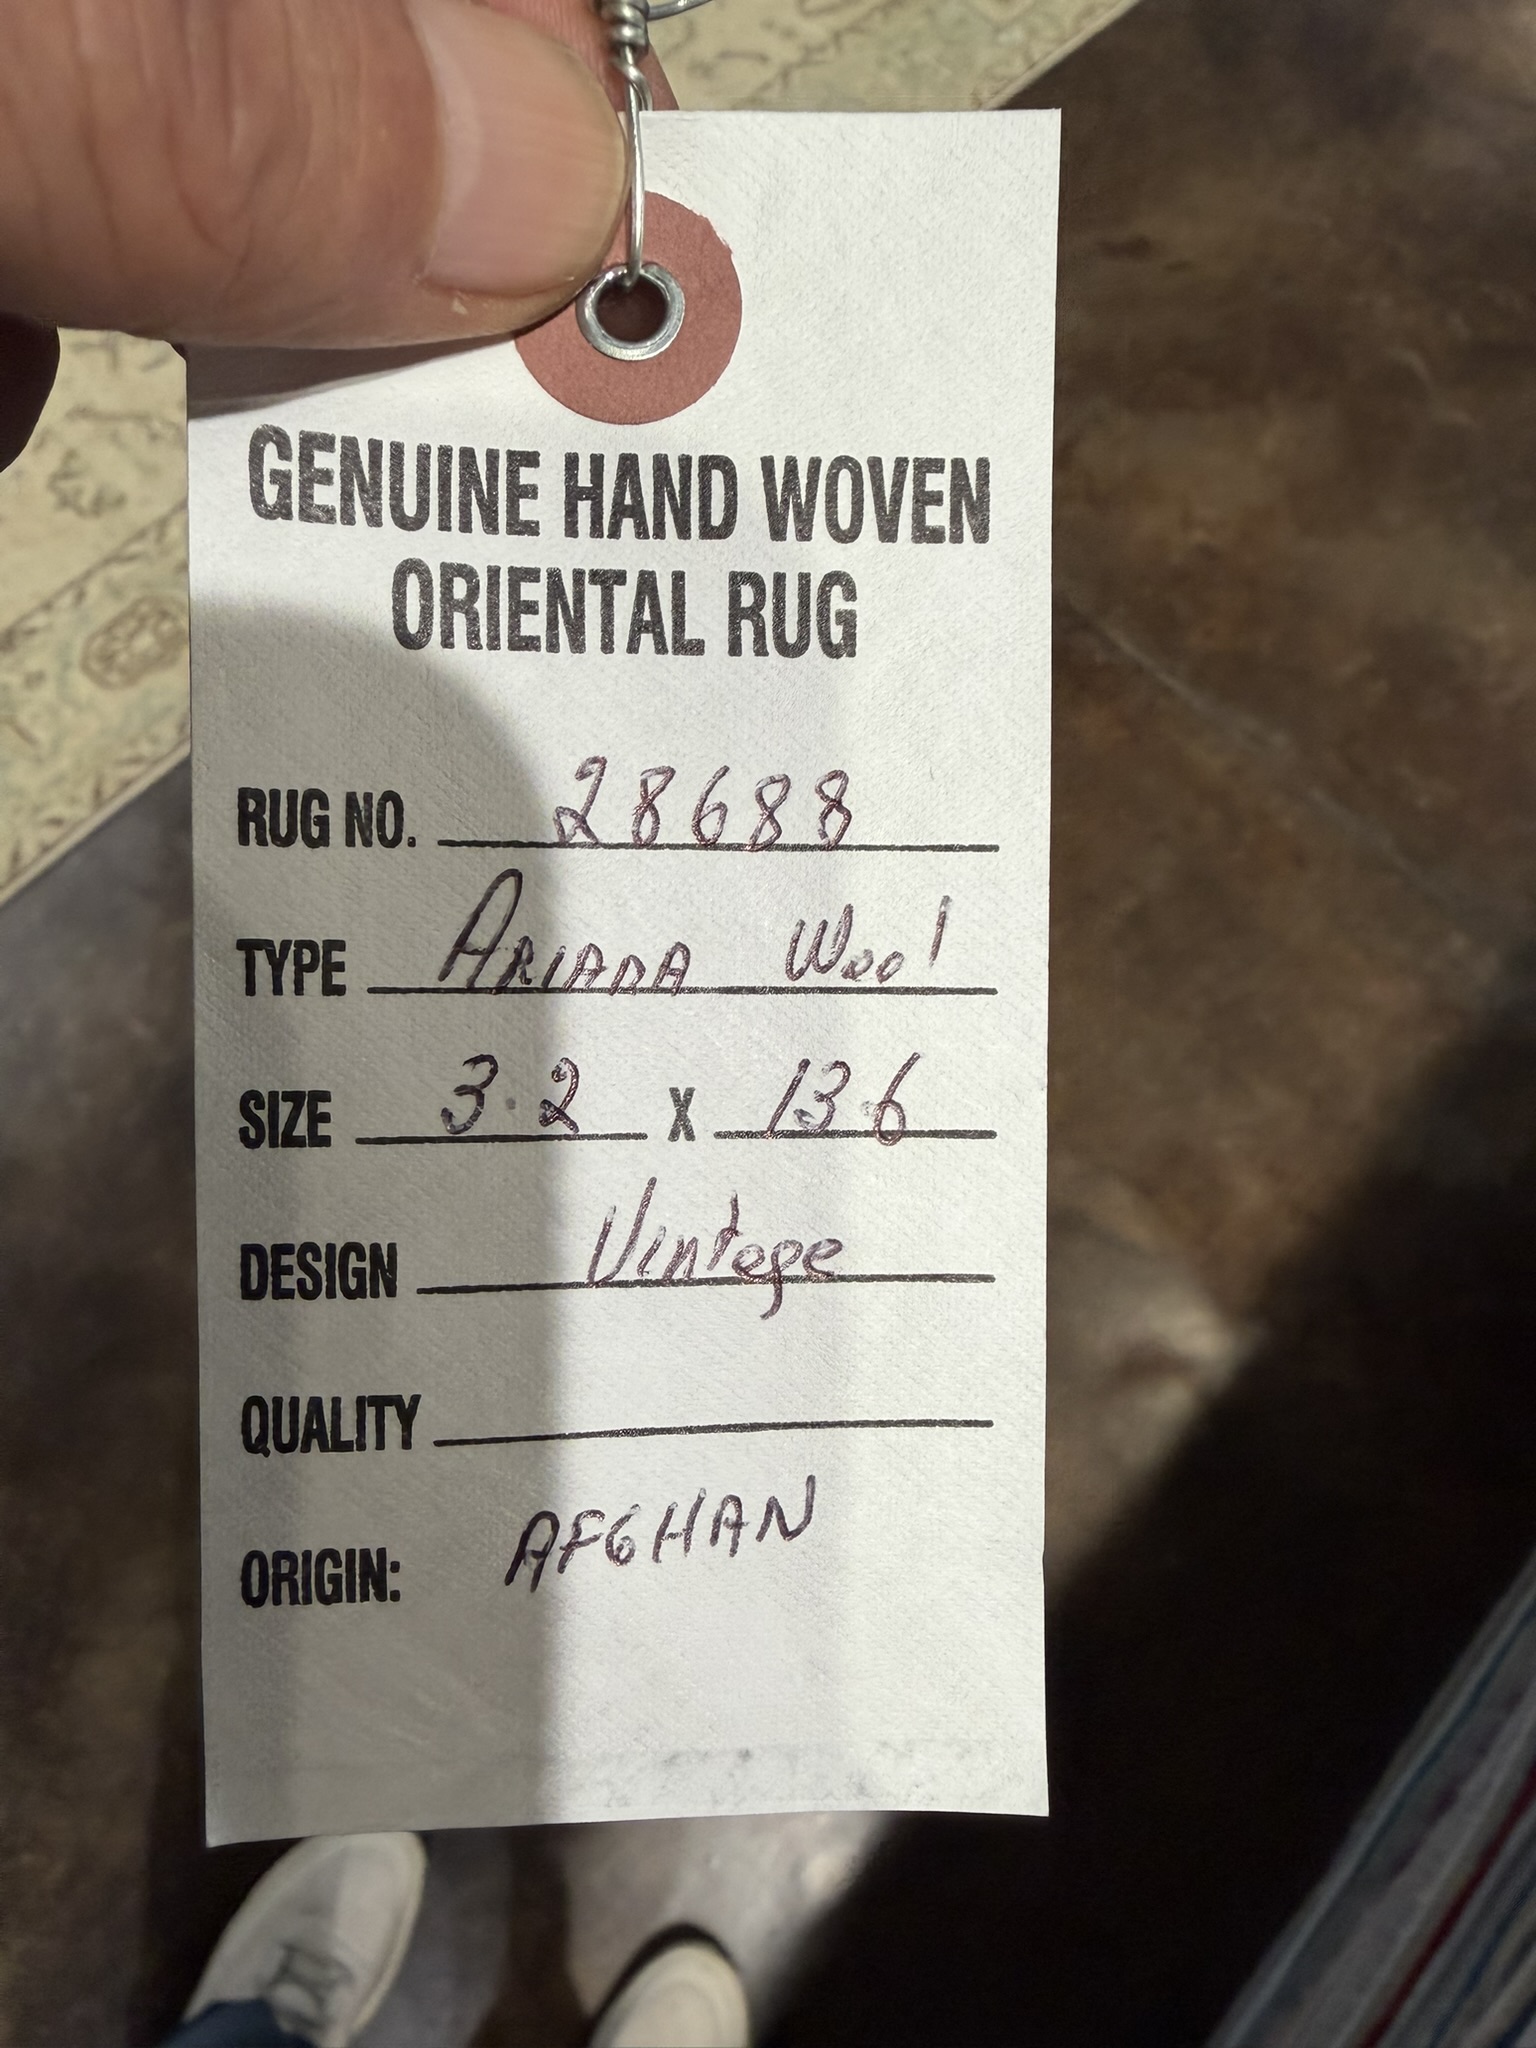 GENUINE HAND WOVEN
ORIENTAL RUG
RUG NO. 28688
TYPE ARIANA Wool
SIZE 3.2 X 13.6
DESIGN Vintage
QUALITY
ORIGIN: AFGHAN